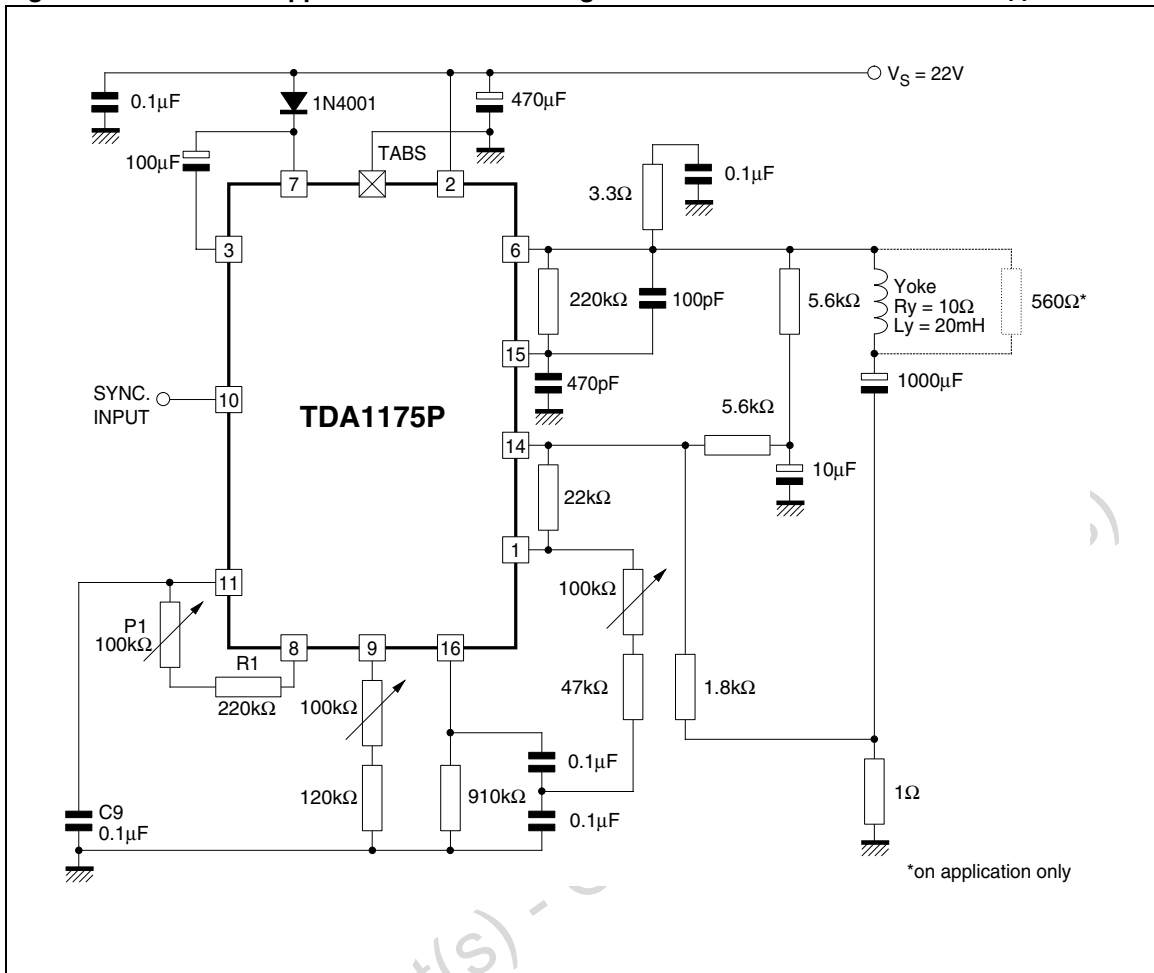 V_S = 22V
0.1μF
1N4001
470μF
100μF
TABS
7
2
3.3Ω
0.1μF
3
6
220kΩ
100pF
5.6kΩ
Yoke
Ry = 10Ω
Ly = 20mH
560Ω*
15
SYNC.
INPUT
10
470pF
1000μF
TDA1175P
5.6kΩ
14
10μF
22kΩ
1
11
100kΩ
P1
100kΩ
8
9
16
R1
220kΩ
100kΩ
47kΩ
1.8kΩ
0.1μF
120kΩ
910kΩ
0.1μF
1Ω
C9
0.1μF
*on application only
t(s) -
)